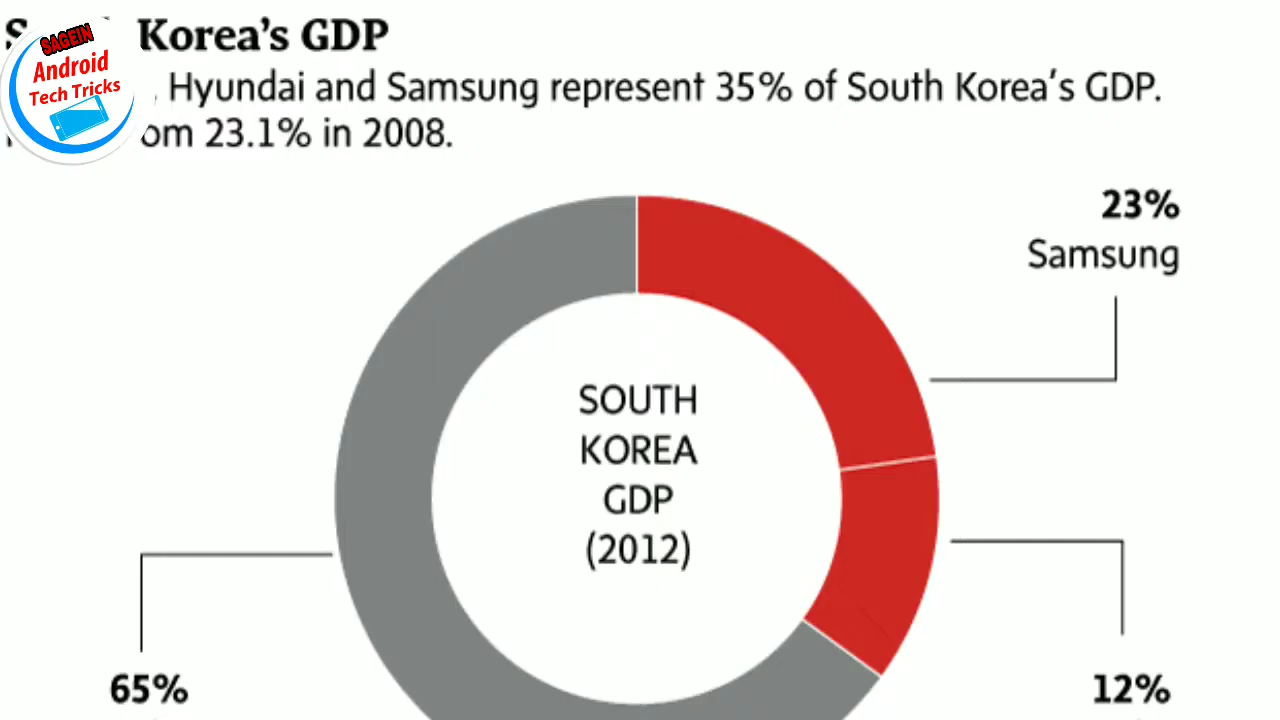 Korea's GDP
, Hyundai and Samsung represent 35% of South Korea's GDP.
om 23.1% in 2008.
SAGEIN
Android
Tech Tricks
23%
Samsung
SOUTH
KOREA
GDP
(2012)
65%
12%